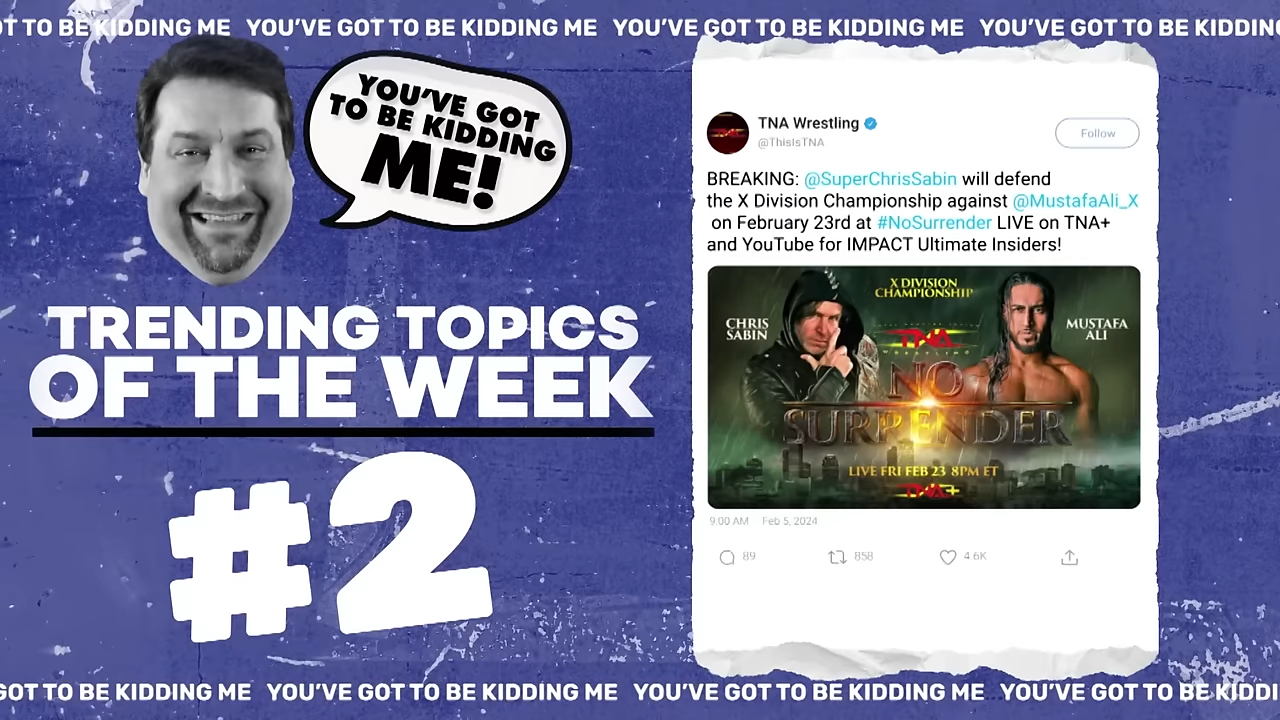 T TO BE KIDDING ME YOU'VE GOT TO BE KIDDING ME YOU'VE GOT TO BE KIDDING ME YOU'VE GOT TO BE KIDDING
YOU'VE GOT
TO BE KIDDING
ME!
TRENDING TOPICS
OF THE WEEK
#2
TNA Wrestling
@ThisIsTNA
Follow
BREAKING: @SuperChrisSabin will defend
the X Division Championship against @MustafaAli_X
on February 23rd at #NoSurrender LIVE on TNA+
and YouTube for IMPACT Ultimate Insiders!
X DIVISION
CHAMPIONSHIP
CHRIS
SABIN
MUSTAFA
ALI
TNA
WRESTLING
NO
SURRENDER
LIVE FRI FEB 23 8PM ET
TNA+
9:00 AM Feb 5, 2024
89 858 4.6K
GOT TO BE KIDDING ME YOU'VE GOT TO BE KIDDING ME YOU'VE GOT TO BE KIDDING ME YOU'VE GOT TO BE KIDDI